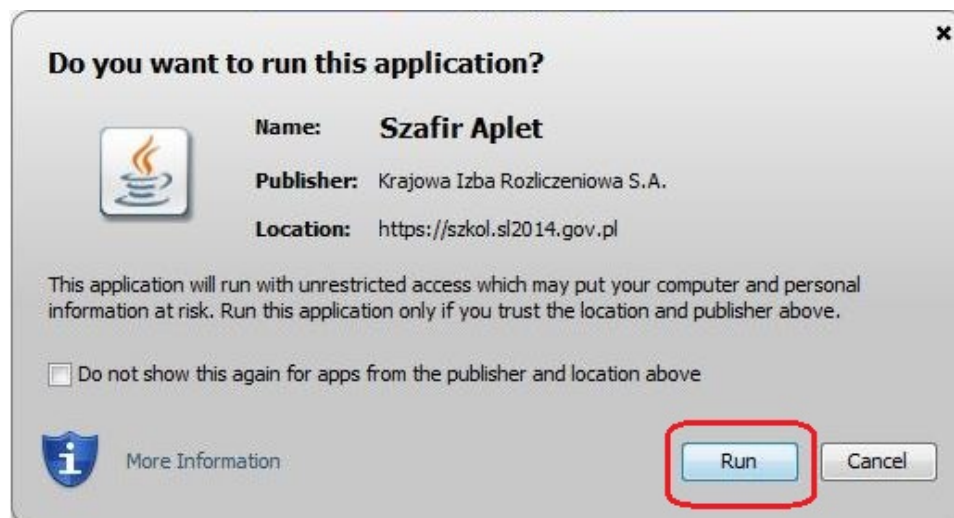 Do you want to run this application?
Name: Szafir Aplet
Publisher: Krajowa Izba Rozliczeniowa S.A.
Location: https://szkol.sl2014.gov.pl
This application will run with unrestricted access which may put your computer and personal
information at risk. Run this application only if you trust the location and publisher above.
Do not show this again for apps from the publisher and location above
More Information
Run Cancel